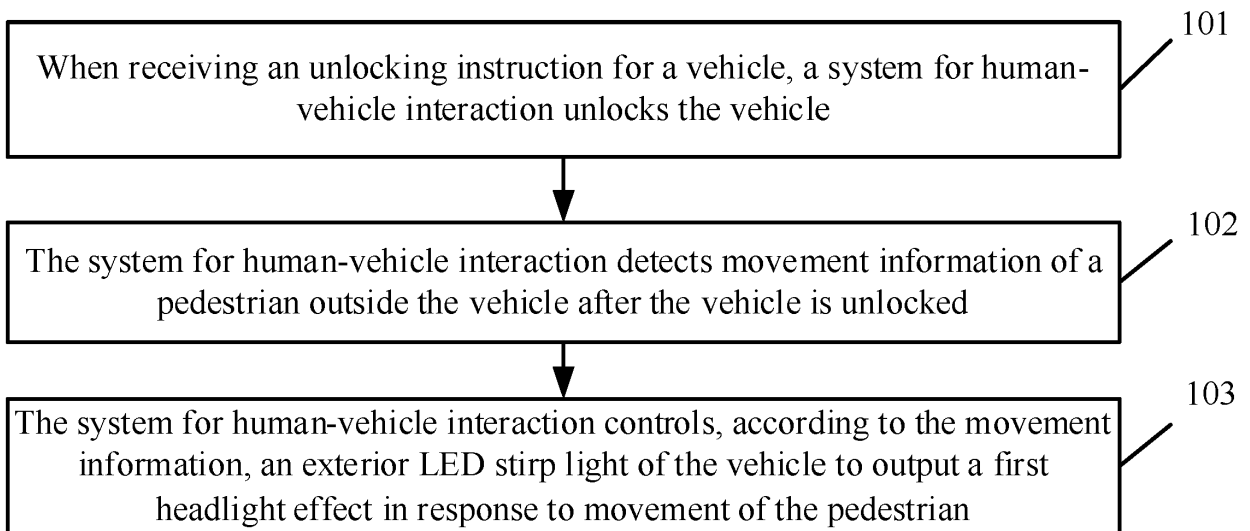 101
When receiving an unlocking instruction for a vehicle, a system for human-
vehicle interaction unlocks the vehicle
102
The system for human-vehicle interaction detects movement information of a
pedestrian outside the vehicle after the vehicle is unlocked
103
The system for human-vehicle interaction controls, according to the movement
information, an exterior LED stirp light of the vehicle to output a first
headlight effect in response to movement of the pedestrian